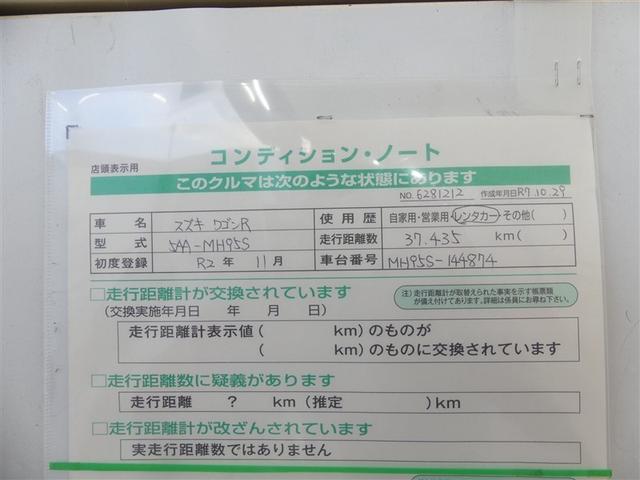 コンディション・ノート
店頭表示用
このクルマは次のような状態にあります
NO. 6281212 作成年月日R7.10.29
車名 スズキ ワゴンR 使用歴 自家用・営業用・レンタカー・その他( )
型式 5AA-MH95S 走行距離数 37.435 km( )
初度登録 R2年 11月 車台番号 MH95S-144874
□走行距離計が交換されています
(交換実施年月日 年 月 日)
注)走行距離計が取替えられた事実を示す帳票類
が備え付けてあります。詳細は係員にお尋ね下さい。
走行距離計表示値( km)のものが
( km)のものに交換されています
□走行距離数に疑義があります
走行距離 ? km(推定 )km
□走行距離計が改ざんされています
実走行距離数ではありません